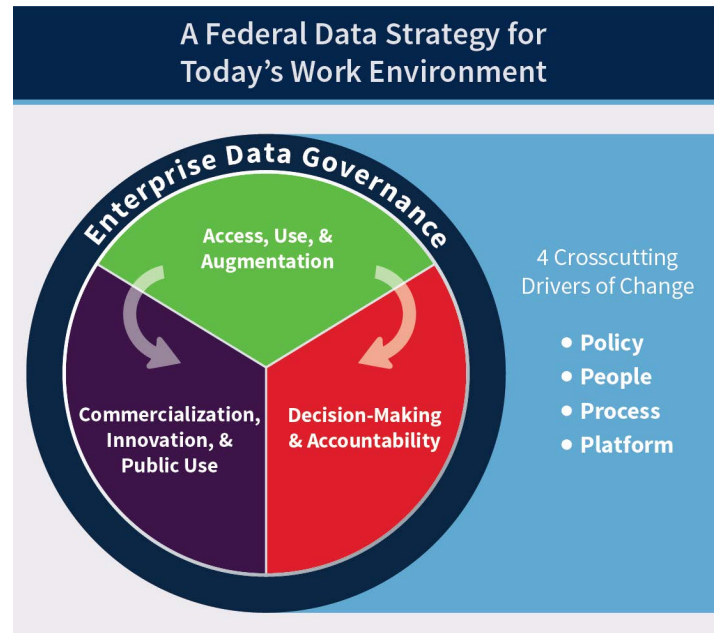 A Federal Data Strategy for
Today's Work Environment
Enterprise Data Governance
Access, Use, &
Augmentation
Commercialization,
Innovation, &
Public Use
Decision-Making
& Accountability
4 Crosscutting
Drivers of Change
• Policy
• People
• Process
• Platform